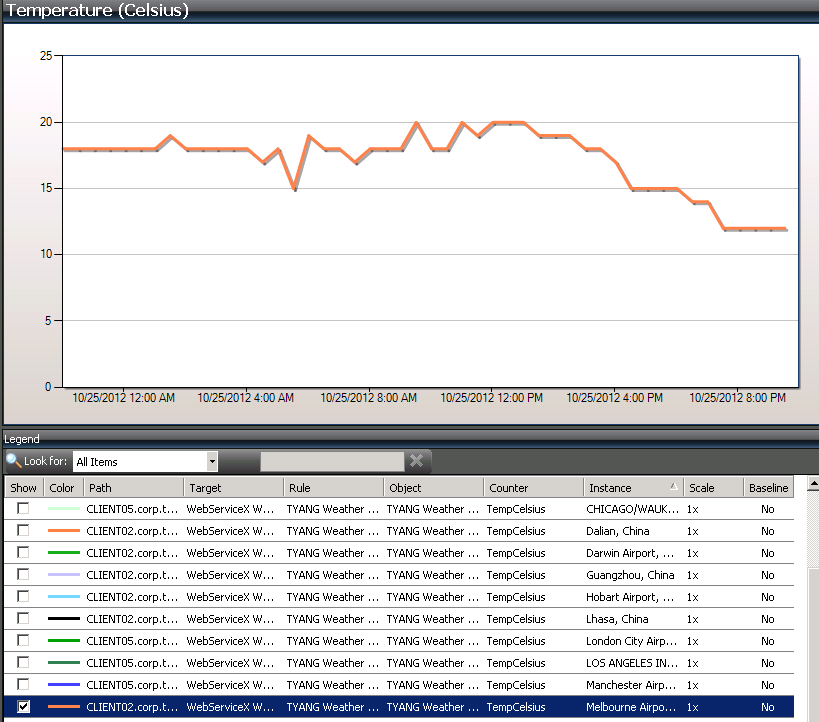 Temperature (Celsius)
25
20
15
10
5
0
10/25/2012 12:00 AM 10/25/2012 4:00 AM 10/25/2012 8:00 AM 10/25/2012 12:00 PM 10/25/2012 4:00 PM 10/25/2012 8:00 PM
Legend
Look for: All Items
Show Color Path Target Rule Object Counter Instance Scale Baseline
CLIENT05.corp.t... WebServiceX W... TYANG Weather ... TYANG Weather ... TempCelsius CHICAGO/WAUK... 1x No
CLIENT02.corp.t... WebServiceX W... TYANG Weather ... TYANG Weather ... TempCelsius Dalian, China 1x No
CLIENT02.corp.t... WebServiceX W... TYANG Weather ... TYANG Weather ... TempCelsius Darwin Airport, ... 1x No
CLIENT02.corp.t... WebServiceX W... TYANG Weather ... TYANG Weather ... TempCelsius Guangzhou, China 1x No
CLIENT02.corp.t... WebServiceX W... TYANG Weather ... TYANG Weather ... TempCelsius Hobart Airport, ... 1x No
CLIENT02.corp.t... WebServiceX W... TYANG Weather ... TYANG Weather ... TempCelsius Lhasa, China 1x No
CLIENT05.corp.t... WebServiceX W... TYANG Weather ... TYANG Weather ... TempCelsius London City Airp... 1x No
CLIENT05.corp.t... WebServiceX W... TYANG Weather ... TYANG Weather ... TempCelsius LOS ANGELES IN... 1x No
CLIENT05.corp.t... WebServiceX W... TYANG Weather ... TYANG Weather ... TempCelsius Manchester Airp... 1x No
CLIENT02.corp.t... WebServiceX W... TYANG Weather ... TYANG Weather ... TempCelsius Melbourne Airpo... 1x No